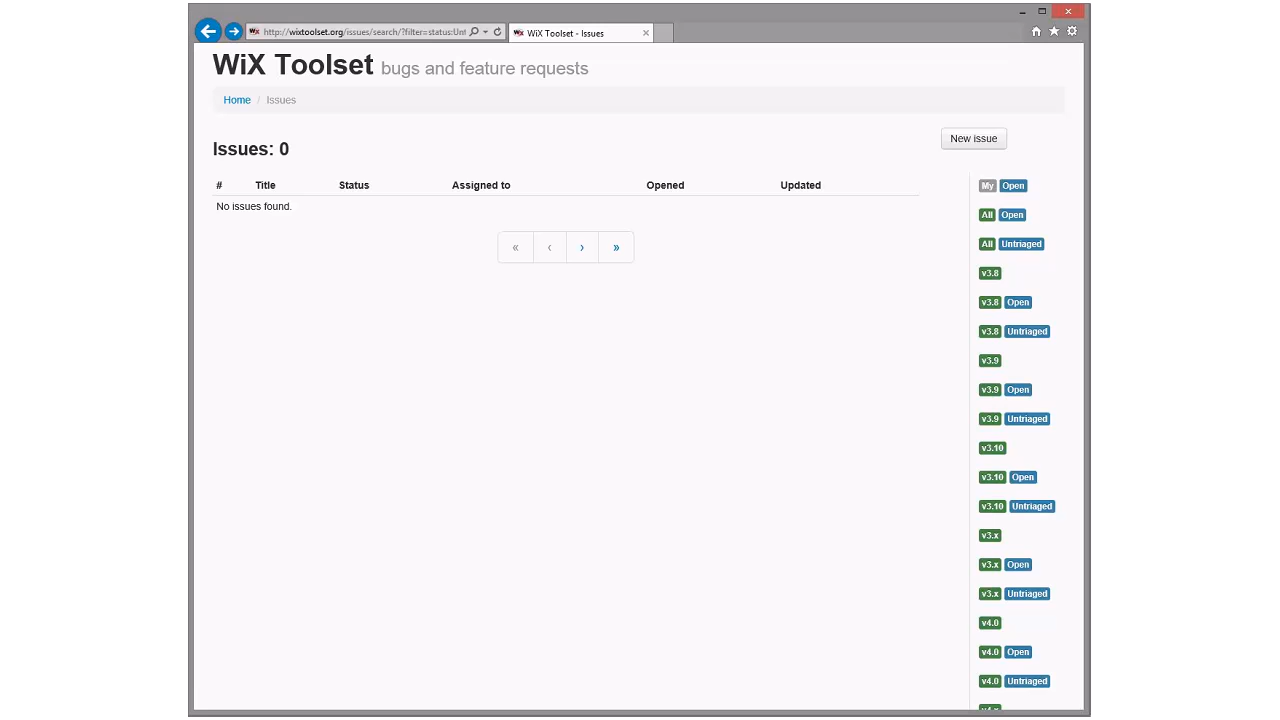 http://wixtoolset.org/issues/search/?filter=status:Unt
WiX Toolset - Issues
WiX Toolset bugs and feature requests
Home / Issues
Issues: 0
New issue
# Title Status Assigned to Opened Updated
No issues found.
« ‹ › »
My Open
All Open
All Untriaged
v3.8
v3.8 Open
v3.8 Untriaged
v3.9
v3.9 Open
v3.9 Untriaged
v3.10
v3.10 Open
v3.10 Untriaged
v3.x
v3.x Open
v3.x Untriaged
v4.0
v4.0 Open
v4.0 Untriaged